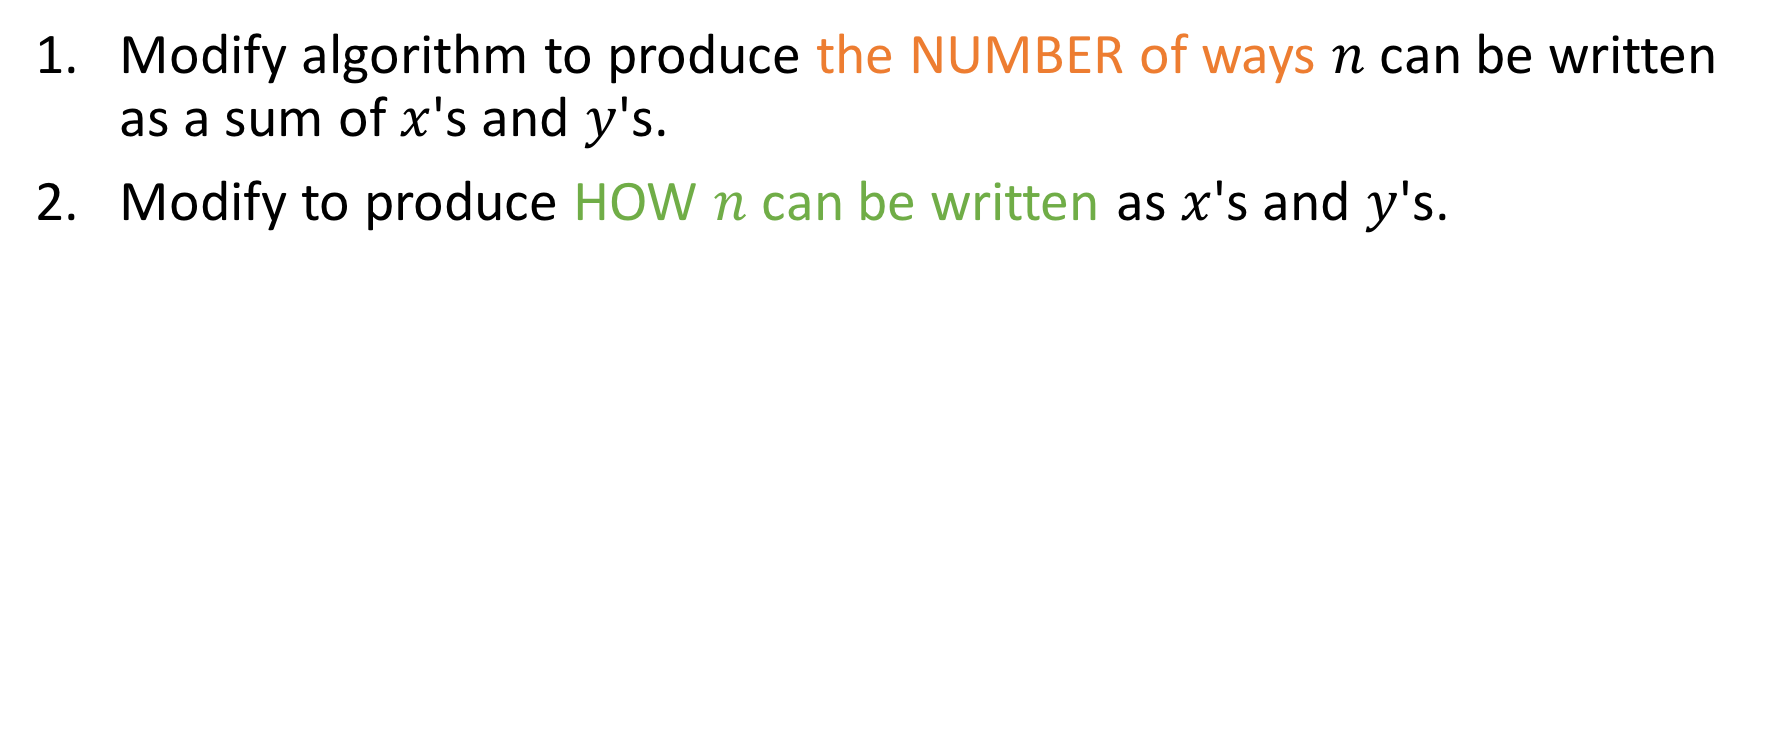 1. Modify algorithm to produce the NUMBER of ways n can be written
as a sum of x's and y's.
2. Modify to produce HOW n can be written as x's and y's.